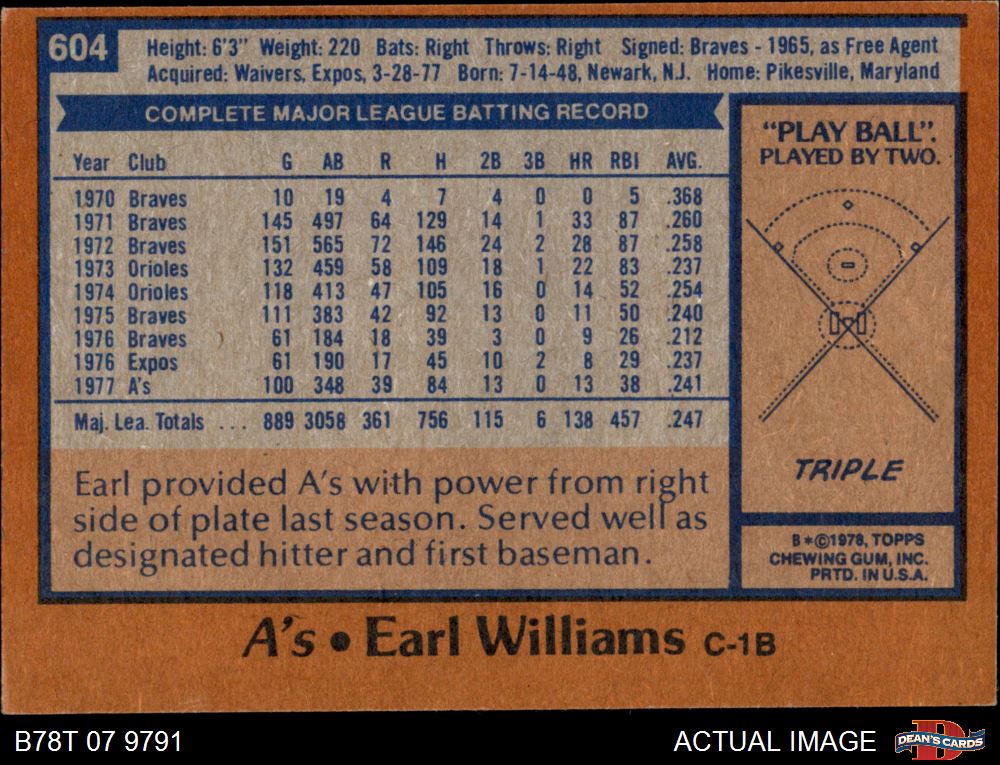 604
Height: 6'3" Weight: 220 Bats: Right Throws: Right Signed: Braves - 1965, as Free Agent
Acquired: Waivers, Expos, 3-28-77 Born: 7-14-48, Newark, N.J. Home: Pikesville, Maryland
COMPLETE MAJOR LEAGUE BATTING RECORD
Year Club G AB R H 2B 3B HR RBI AVG.
1970 Braves 10 19 4 7 4 0 0 5 .368
1971 Braves 145 497 64 129 14 1 33 87 .260
1972 Braves 151 565 72 146 24 2 28 87 .258
1973 Orioles 132 459 58 109 18 1 22 83 .237
1974 Orioles 118 413 47 105 16 0 14 52 .254
1975 Braves 111 383 42 92 13 0 11 50 .240
1976 Braves 61 184 18 39 3 0 9 26 .212
1976 Expos 61 190 17 45 10 2 8 29 .237
1977 A's 100 348 39 84 13 0 13 38 .241
Maj. Lea. Totals ... 889 3058 361 756 115 6 138 457 .247
Earl provided A's with power from right
side of plate last season. Served well as
designated hitter and first baseman.
"PLAY BALL".
PLAYED BY TWO.
TRIPLE
B*©1978, TOPPS
CHEWING GUM, INC.
PRTD. IN U.S.A.
A's • Earl Williams C-1B
B78T 07 9791
ACTUAL IMAGE
DEAN'S CARDS